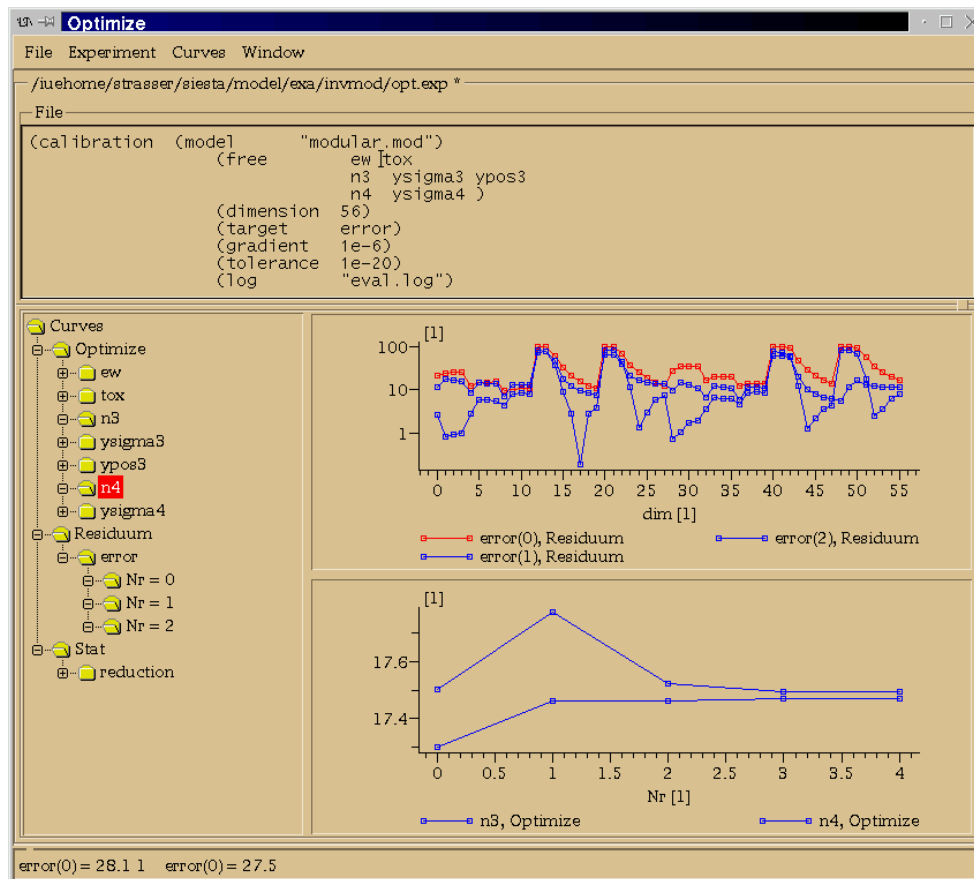 Optimize
File Experiment Curves Window
/iuehome/strasser/siesta/model/exa/invmod/opt.exp *
File
(calibration (model "modular.mod")
(free ew tox
n3 ysigma3 ypos3
n4 ysigma4 )
(dimension 56)
(target error)
(gradient 1e-6)
(tolerance 1e-20)
(log "eval.log")
Curves
Optimize
ew
tox
n3
ysigma3
ypos3
n4
ysigma4
Residuum
error
Nr = 0
Nr = 1
Nr = 2
Stat
reduction
[1]
100
10
1
0 5 10 15 20 25 30 35 40 45 50 55
dim [1]
error(0), Residuum error(2), Residuum
error(1), Residuum
[1]
17.6
17.4
0 0.5 1 1.5 2 2.5 3 3.5 4
Nr [1]
n3, Optimize n4, Optimize
error(0) = 28.1 1 error(0) = 27.5